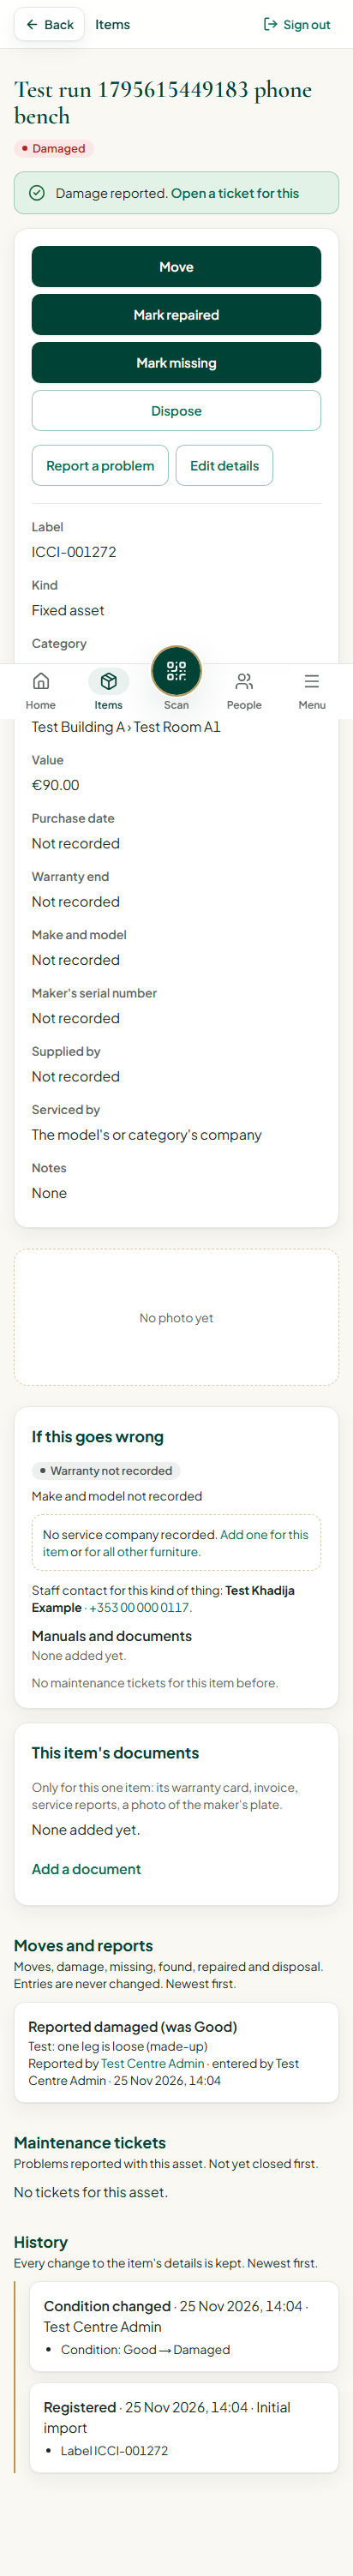 Back
Items
Sign out
Test run 1795615449183 phone
bench
Damaged
Damage reported. Open a ticket for this
Move
Mark repaired
Mark missing
Dispose
Report a problem
Edit details
Label
ICCI-001272
Kind
Fixed asset
Category
Home
Items
Scan
People
Menu
Test Building A › Test Room A1
Value
€90.00
Purchase date
Not recorded
Warranty end
Not recorded
Make and model
Not recorded
Maker's serial number
Not recorded
Supplied by
Not recorded
Serviced by
The model's or category's company
Notes
None
No photo yet
If this goes wrong
Warranty not recorded
Make and model not recorded
No service company recorded. Add one for this
item or for all other furniture.
Staff contact for this kind of thing: Test Khadija
Example · +353 00 000 0117.
Manuals and documents
None added yet.
No maintenance tickets for this item before.
This item's documents
Only for this one item: its warranty card, invoice,
service reports, a photo of the maker's plate.
None added yet.
Add a document
Moves and reports
Moves, damage, missing, found, repaired and disposal.
Entries are never changed. Newest first.
Reported damaged (was Good)
Test: one leg is loose (made-up)
Reported by Test Centre Admin · entered by Test
Centre Admin · 25 Nov 2026, 14:04
Maintenance tickets
Problems reported with this asset. Not yet closed first.
No tickets for this asset.
History
Every change to the item's details is kept. Newest first.
Condition changed · 25 Nov 2026, 14:04 ·
Test Centre Admin
• Condition: Good → Damaged
Registered · 25 Nov 2026, 14:04 · Initial
import
• Label ICCI-001272